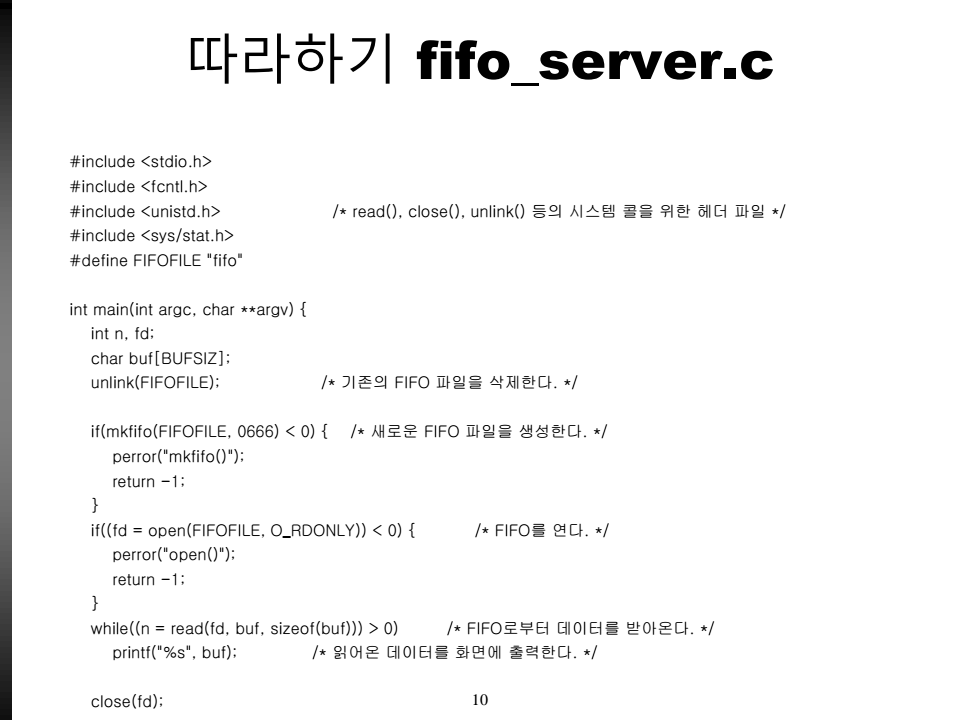 따라하기 fifo_server.c
#include <stdio.h>
#include <fcntl.h>
#include <unistd.h> /* read(), close(), unlink() 등의 시스템 콜을 위한 헤더 파일 */
#include <sys/stat.h>
#define FIFOFILE "fifo"
int main(int argc, char **argv) {
int n, fd;
char buf[BUFSIZ];
unlink(FIFOFILE); /* 기존의 FIFO 파일을 삭제한다. */
if(mkfifo(FIFOFILE, 0666) < 0) { /* 새로운 FIFO 파일을 생성한다. */
perror("mkfifo()");
return -1;
}
if((fd = open(FIFOFILE, O_RDONLY)) < 0) { /* FIFO를 연다. */
perror("open()");
return -1;
}
while((n = read(fd, buf, sizeof(buf))) > 0) /* FIFO로부터 데이터를 받아온다. */
printf("%s", buf); /* 읽어온 데이터를 화면에 출력한다. */
close(fd);
10